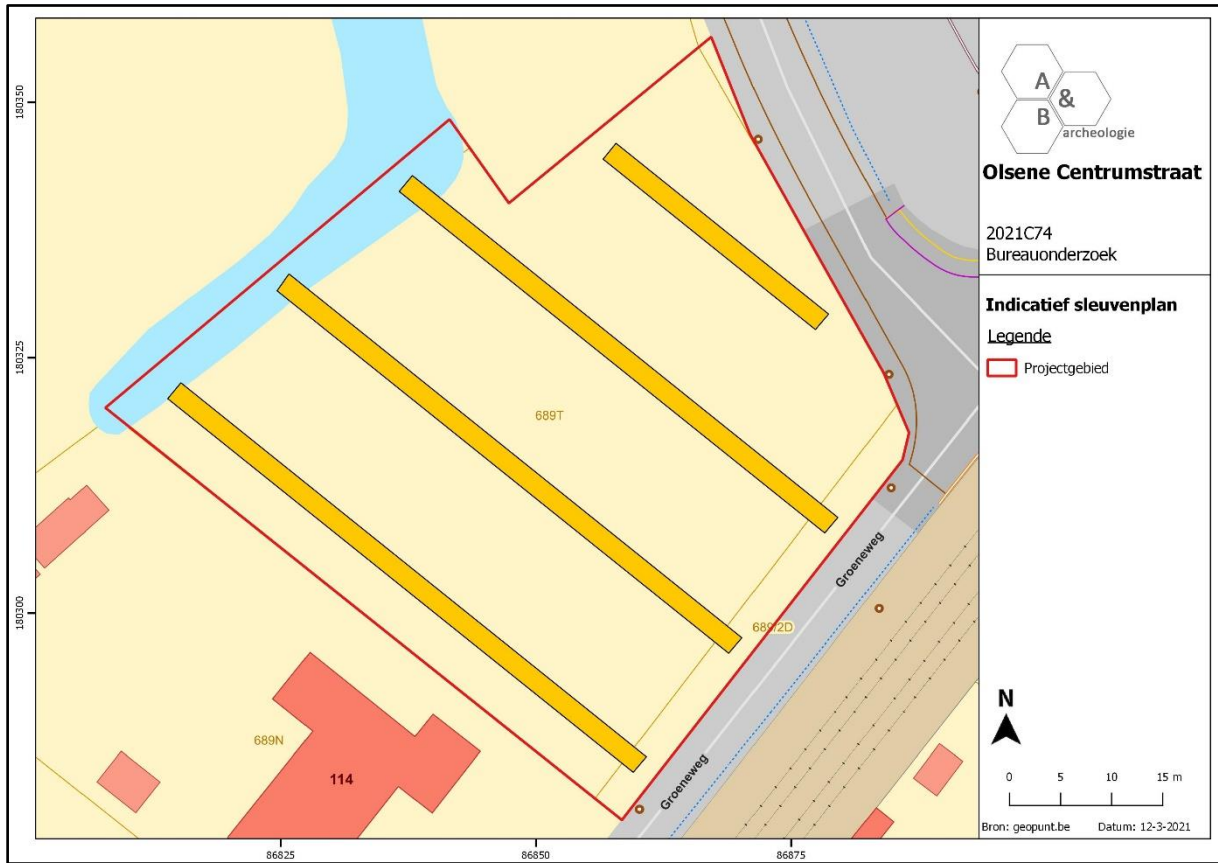 180350
180325
180300
86825
86850
86875
689T
689/2D
689N
114
Groeneweg
Groeneweg
A
&
B
archeologie
Olsene Centrumstraat
2021C74
Bureauonderzoek
Indicatief sleuvenplan
Legende
Projectgebied
N
0 5 10 15 m
Bron: geopunt.be Datum: 12-3-2021